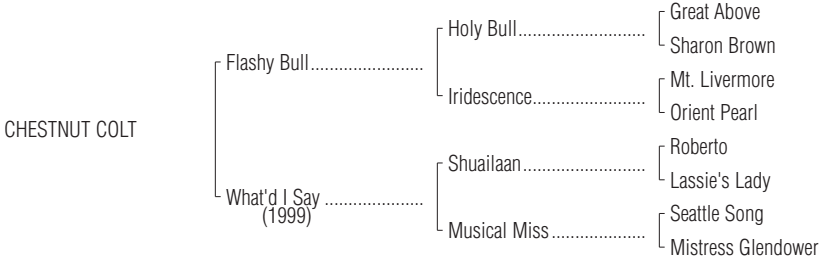 Great Above
Holy Bull..............................
Sharon Brown
Flashy Bull.......................
Mt. Livermore
Iridescence...........................
Orient Pearl
CHESTNUT COLT
Roberto
Shuailaan.............................
Lassie's Lady
What'd I Say ....................
(1999)
Seattle Song
Musical Miss ......................
Mistress Glendower